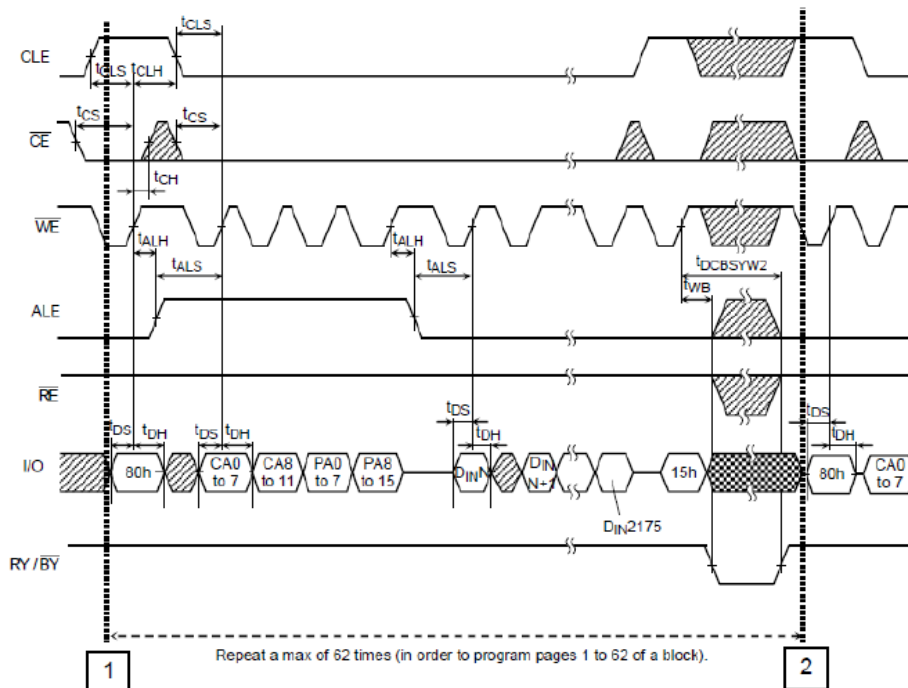 tCLS
CLE
tCLS tCLH
tCS tCS
CE
tCH
WE
tALH tALH
tALS tALS tDCBSYW2
tWB
ALE
RE
tDS tDH tDS tDH tDS tDH tDS tDH
I/O 80h CA0 to 7 CA8 to 11 PA0 to 7 PA8 to 15 DINN DIN N+1 15h 80h CA0 to 7
DIN2175
RY / BY
Repeat a max of 62 times (in order to program pages 1 to 62 of a block).
1 2